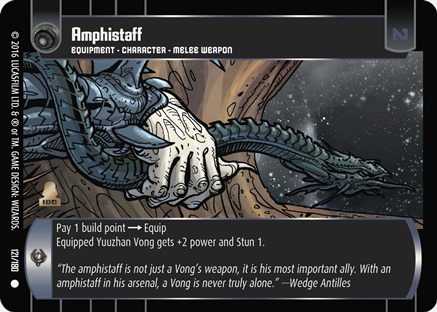 Amphistaff
EQUIPMENT - CHARACTER - MELEE WEAPON
N
© 2016 LUCASFILM LTD. & ® or TM. GAME DESIGN: WIZARDS.
121/180
Pay 1 build point → Equip
Equipped Yuuzhan Vong gets +2 power and Stun 1.
"The amphistaff is not just a Vong's weapon, it is his most important ally. With an
amphistaff in his arsenal, a Vong is never truly alone." —Wedge Antilles